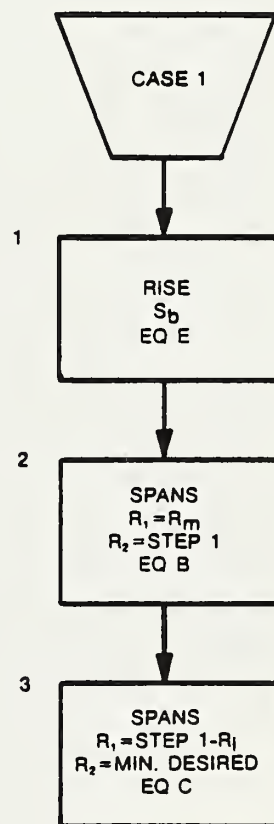 CASE 1
1
RISE
Sb
EQ E
2
SPANS
R₁=Rm
R₂=STEP 1
EQ B
3
SPANS
R₁=STEP 1-Rl
R₂=MIN. DESIRED
EQ C